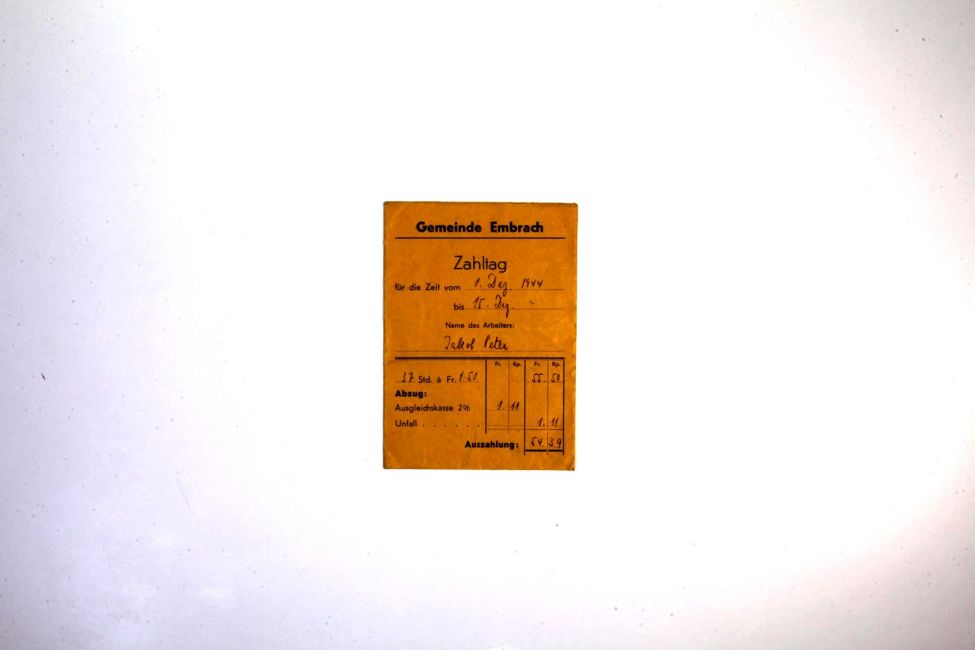 Gemeinde Embrach
Zahltag
für die Zeit vom 1. Dez. 1944
bis 15. Dez. "
Name des Arbeiters:
Jakob Peter
Fr. Rp. Fr. Rp.
37 Std. à Fr. 1.50 55. 50
Abzug:
Ausgleichskasse 2% 1. 11
Unfall . . . . . . 1. 11
Auszahlung: 54. 39